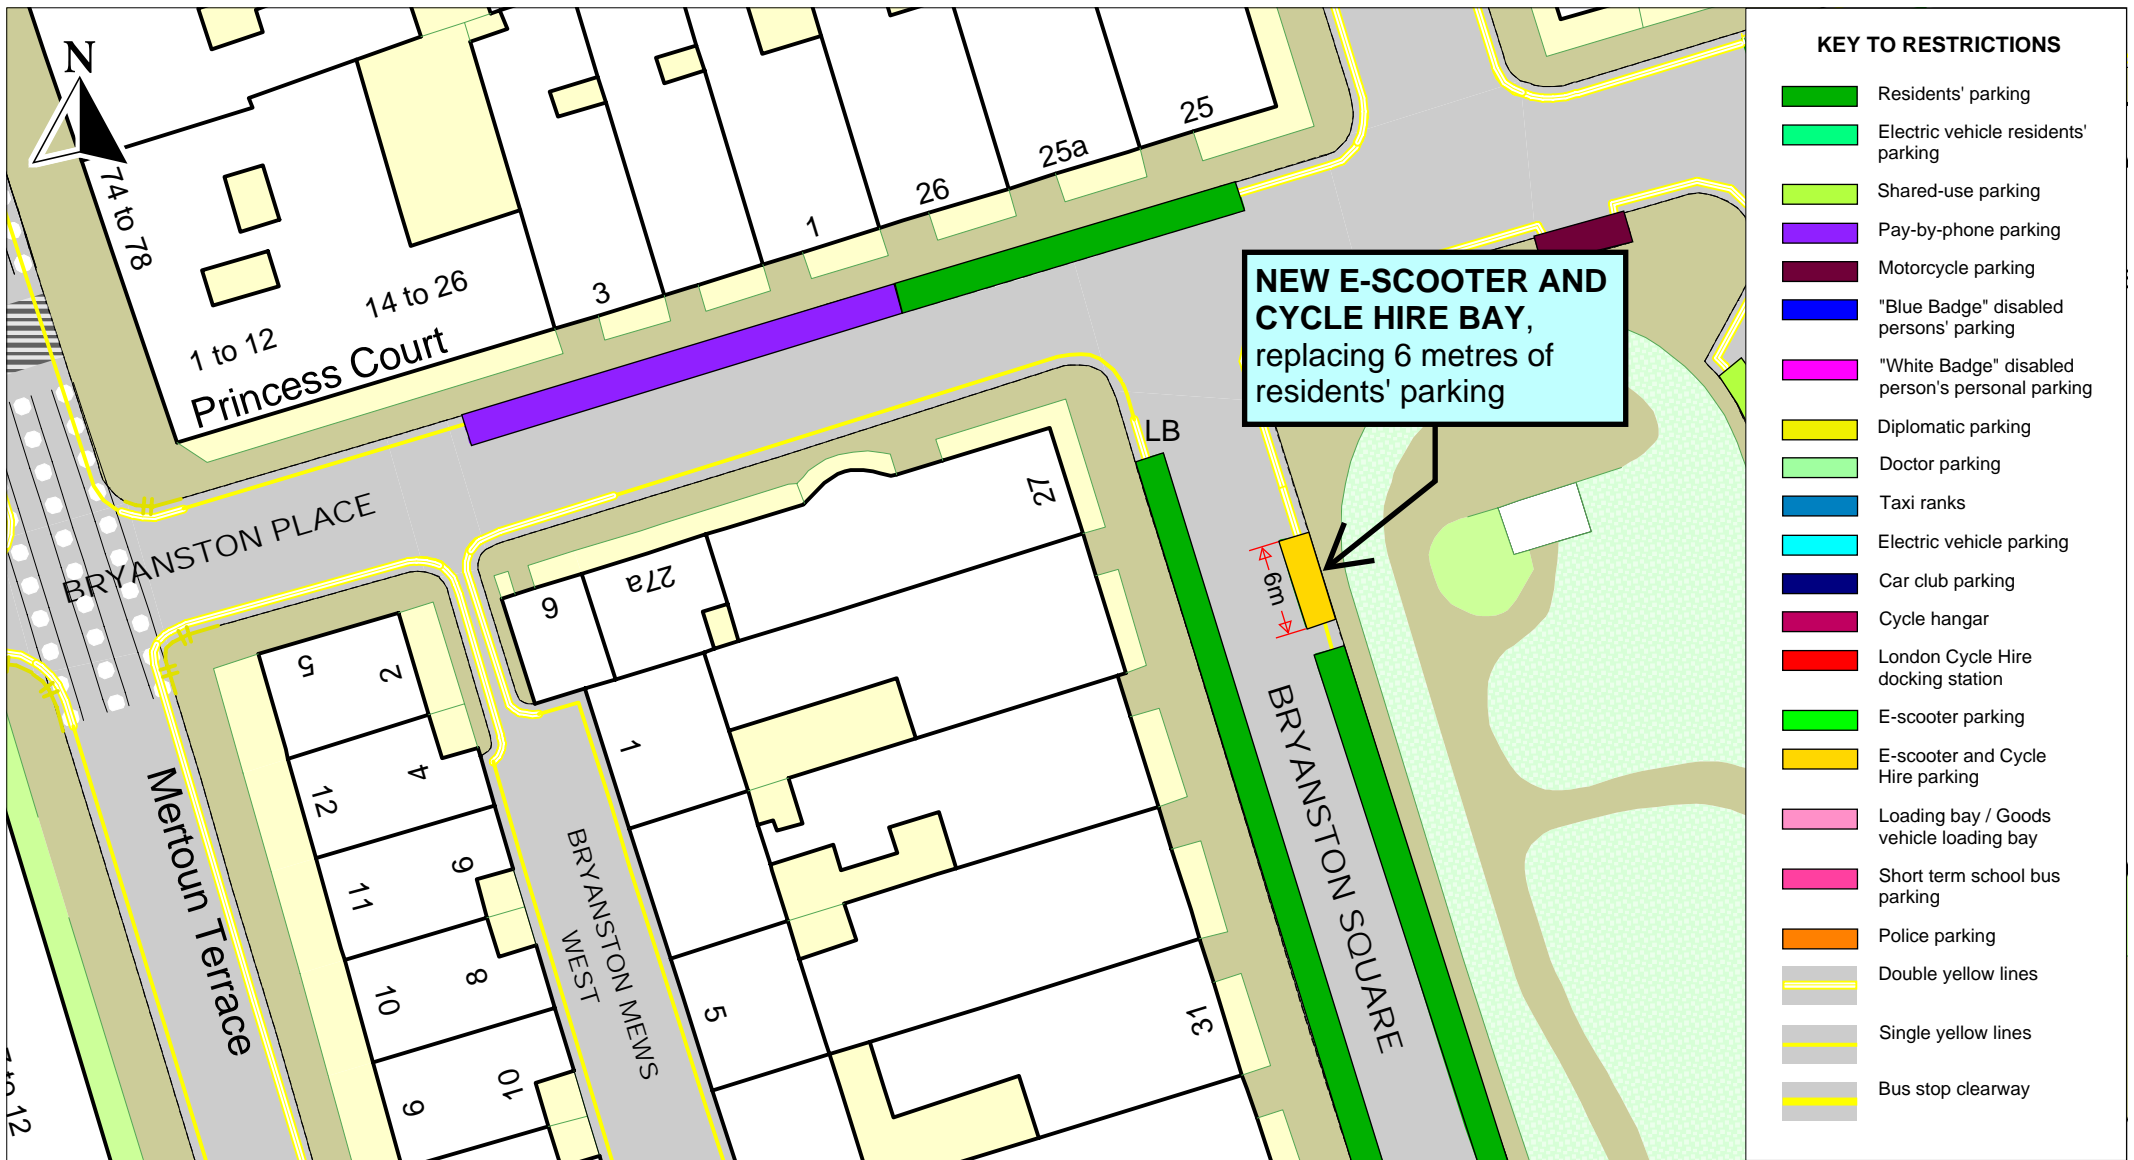 N
74 to 78
1 to 12
14 to 26
Princess Court
3
1
26
25a
25
BRYANSTON PLACE
NEW E-SCOOTER AND
CYCLE HIRE BAY,
replacing 6 metres of
residents' parking
LB
6m
27
27a
6
5
2
4
12
11
6
10
8
9
10
1
5
31
Mertoun Terrace
BRYANSTON MEWS
WEST
BRYANSTON SQUARE
KEY TO RESTRICTIONS
Residents' parking
Electric vehicle residents'
parking
Shared-use parking
Pay-by-phone parking
Motorcycle parking
"Blue Badge" disabled
persons' parking
"White Badge" disabled
person's personal parking
Diplomatic parking
Doctor parking
Taxi ranks
Electric vehicle parking
Car club parking
Cycle hangar
London Cycle Hire
docking station
E-scooter parking
E-scooter and Cycle
Hire parking
Loading bay / Goods
vehicle loading bay
Short term school bus
parking
Police parking
Double yellow lines
Single yellow lines
Bus stop clearway